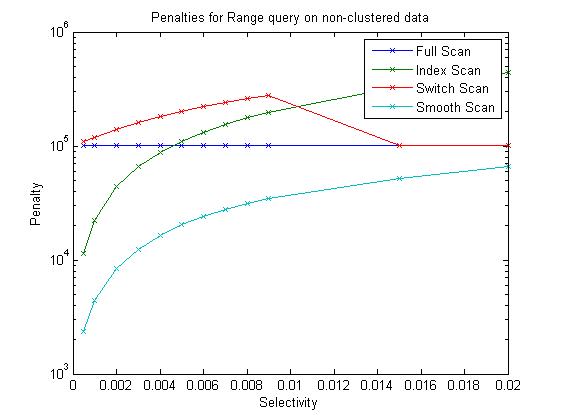 Penalties for Range query on non-clustered data
10^6
Full Scan
Index Scan
Switch Scan
Smooth Scan
10^5
Penalty
10^4
10^3
0 0.002 0.004 0.006 0.008 0.01 0.012 0.014 0.016 0.018 0.02
Selectivity